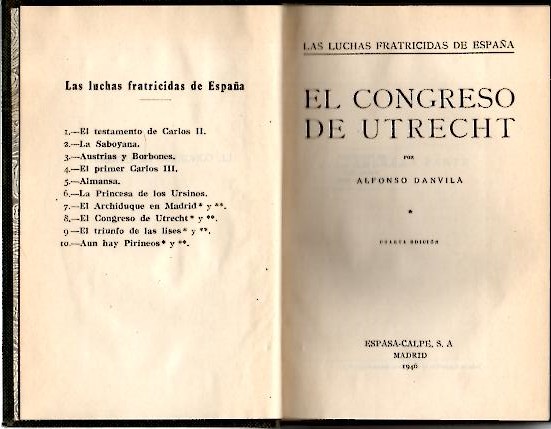 Las luchas fratricidas de España
1.—El testamento de Carlos II.
2.—La Saboyana.
3.—Austrias y Borbones.
4.—El primer Carlos III.
5.—Almansa.
6.—La Princesa de los Ursinos.
7.—El Archiduque en Madrid * y **.
8.—El Congreso de Utrecht * y **.
9—El triunfo de las lises * y **.
10.—Aun hay Pirineos * y **.
LAS LUCHAS FRATRICIDAS DE ESPAÑA
EL CONGRESO
DE UTRECHT
POR
ALFONSO DANVILA
*
CUARTA EDICIÓN
ESPASA-CALPE, S. A
MADRID
1946